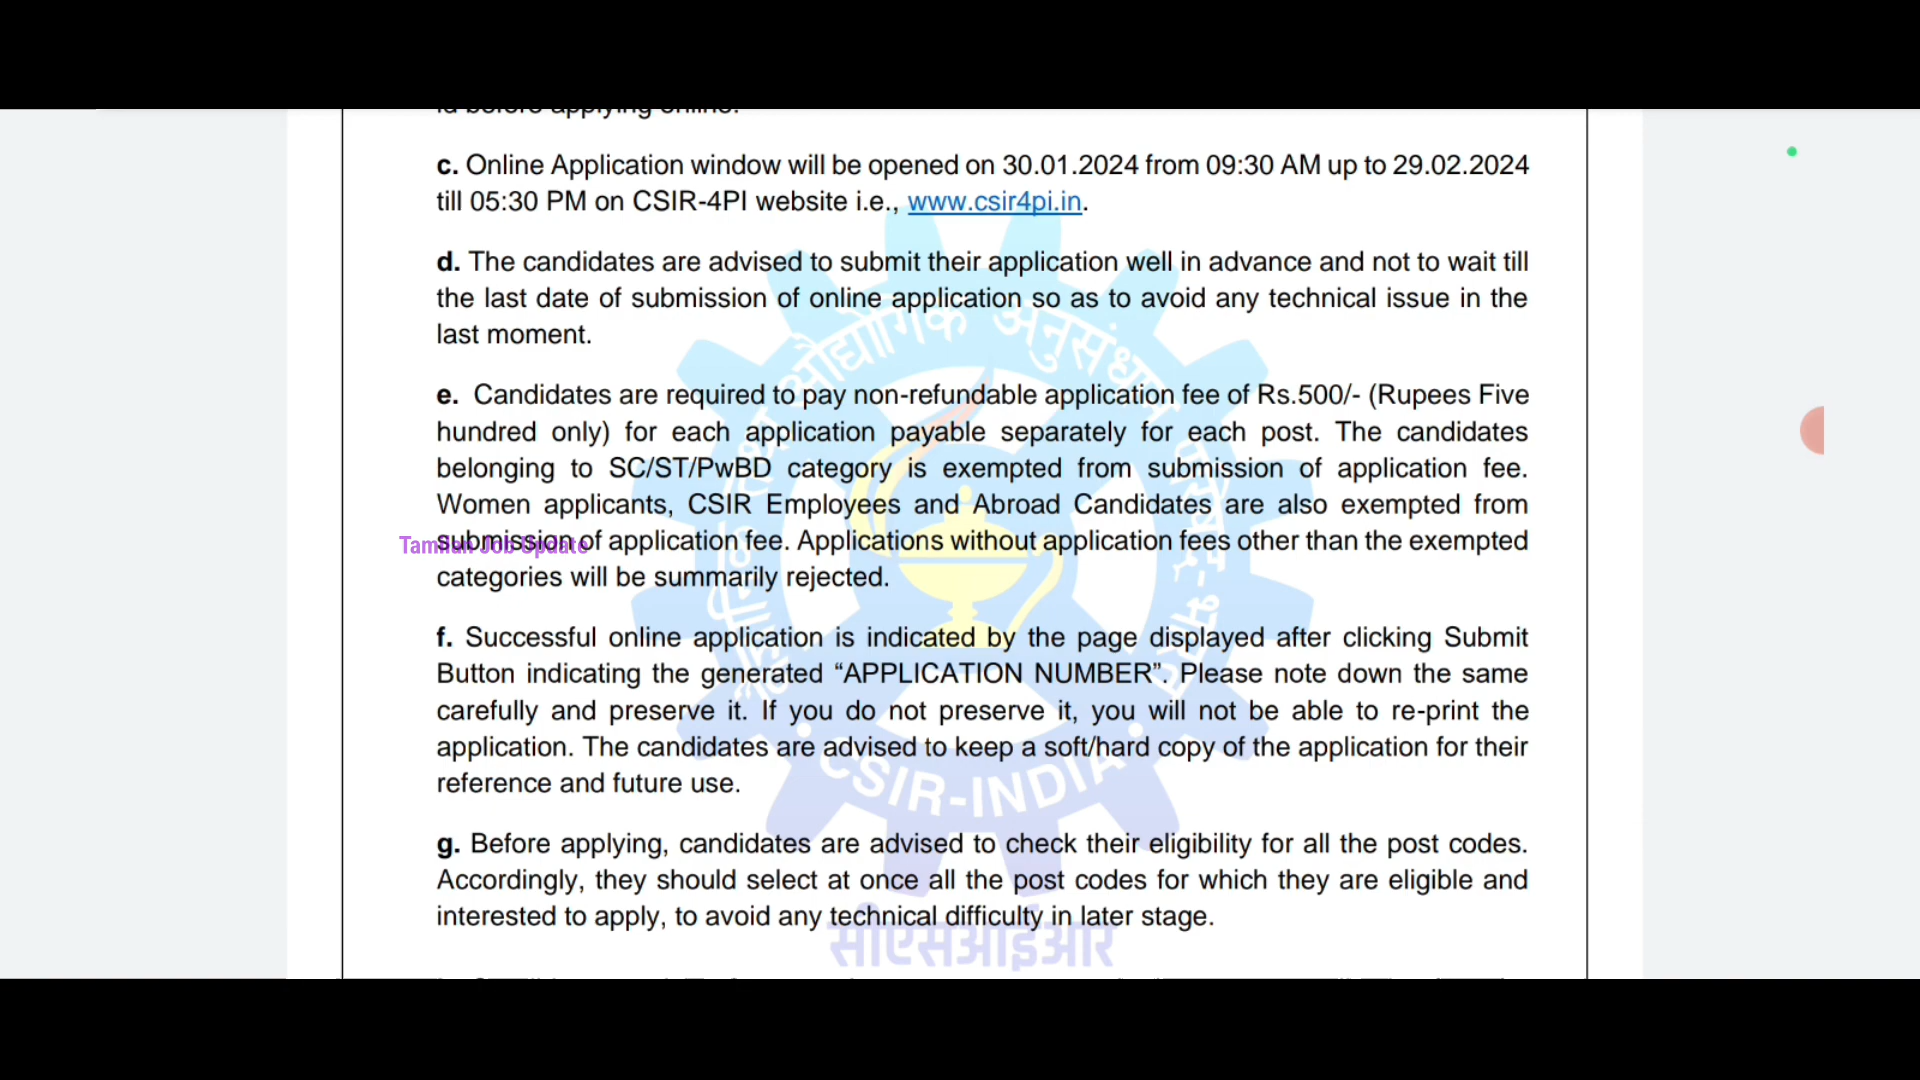 id before applying online.
c. Online Application window will be opened on 30.01.2024 from 09:30 AM up to 29.02.2024
till 05:30 PM on CSIR-4PI website i.e., www.csir4pi.in.
d. The candidates are advised to submit their application well in advance and not to wait till
the last date of submission of online application so as to avoid any technical issue in the
last moment.
e. Candidates are required to pay non-refundable application fee of Rs.500/- (Rupees Five
hundred only) for each application payable separately for each post. The candidates
belonging to SC/ST/PwBD category is exempted from submission of application fee.
Women applicants, CSIR Employees and Abroad Candidates are also exempted from
submission of application fee. Applications without application fees other than the exempted
Tamilan Job Update
categories will be summarily rejected.
f. Successful online application is indicated by the page displayed after clicking Submit
Button indicating the generated “APPLICATION NUMBER”. Please note down the same
carefully and preserve it. If you do not preserve it, you will not be able to re-print the
application. The candidates are advised to keep a soft/hard copy of the application for their
reference and future use.
g. Before applying, candidates are advised to check their eligibility for all the post codes.
Accordingly, they should select at once all the post codes for which they are eligible and
interested to apply, to avoid any technical difficulty in later stage.
औद्योगिक अनुसंधान
CSIR-INDIA
सीएसआईआर